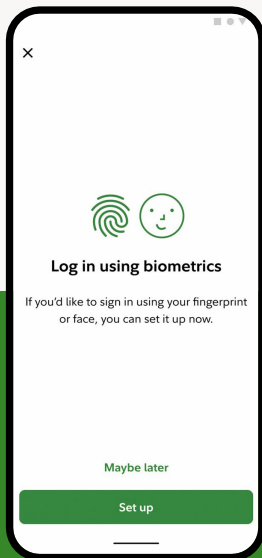 Log in using biometrics
If you'd like to sign in using your fingerprint
or face, you can set it up now.
Maybe later
Set up